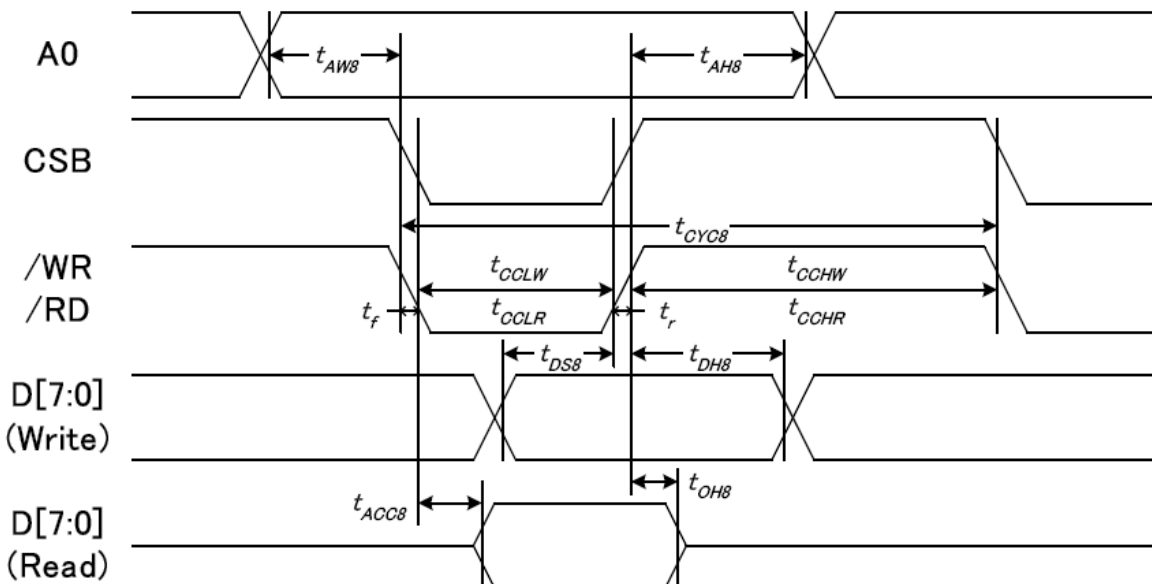 A0
tAW8
tAH8
CSB
tCYC8
/WR
/RD
tCCLW
tCCHW
tf
tCCLR
tr
tCCHR
tDS8
tDH8
D[7:0]
(Write)
tACC8
tOH8
D[7:0]
(Read)